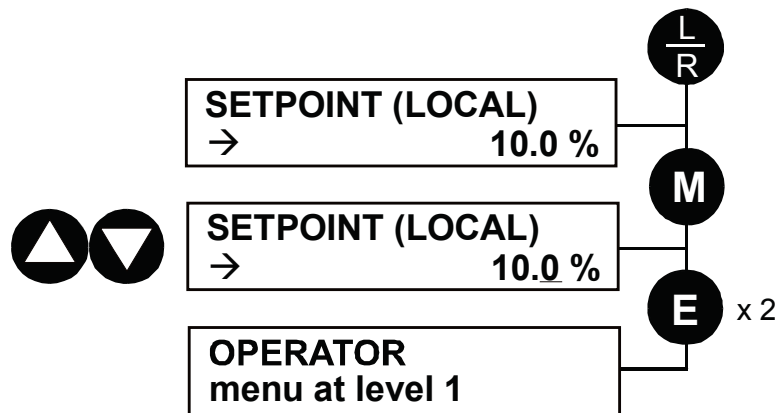 L
R
SETPOINT (LOCAL)
→ 10.0 %
M
SETPOINT (LOCAL)
→ 10.0 %
E x 2
OPERATOR
menu at level 1